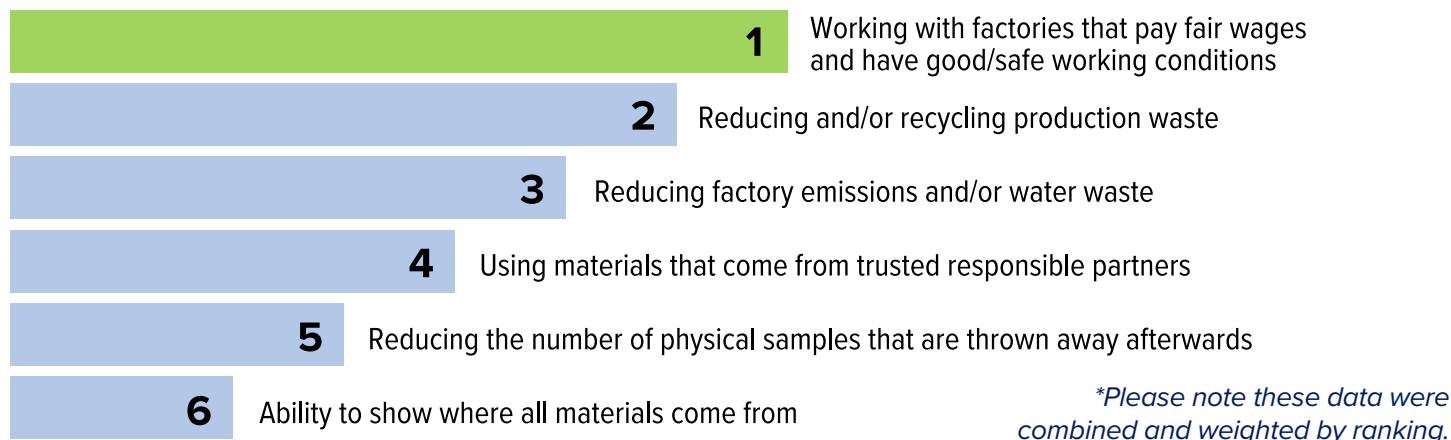 1 Working with factories that pay fair wages
and have good/safe working conditions
2 Reducing and/or recycling production waste
3 Reducing factory emissions and/or water waste
4 Using materials that come from trusted responsible partners
5 Reducing the number of physical samples that are thrown away afterwards
6 Ability to show where all materials come from
*Please note these data were
combined and weighted by ranking.